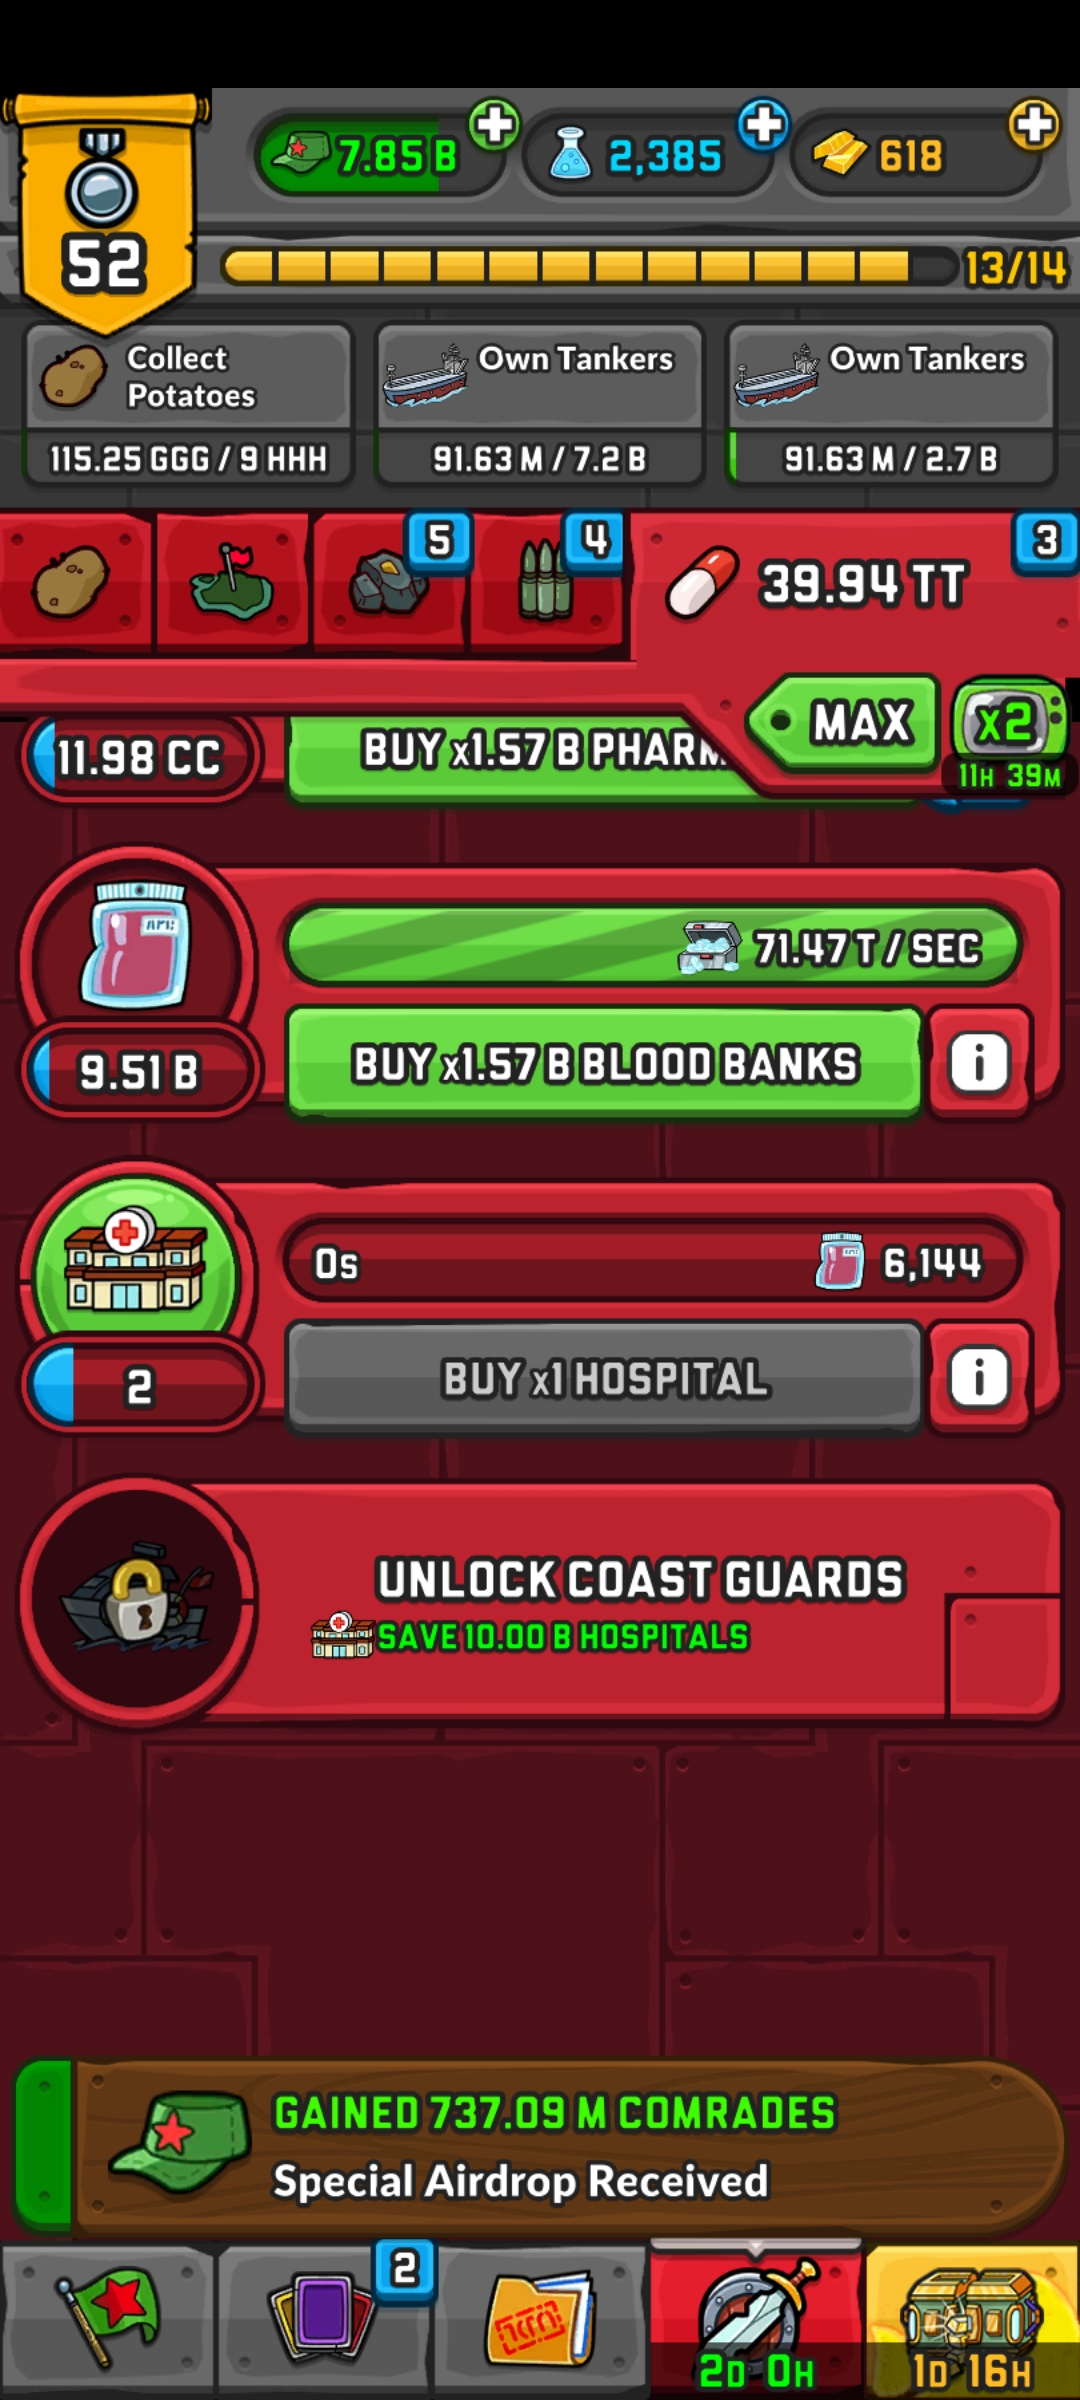 7.85 B
2,385
618
52
13/14
Collect
Potatoes
115.25 GGG / 9 HHH
Own Tankers
91.63 M / 7.2 B
Own Tankers
91.63 M / 2.7 B
5
4
39.94 TT
3
MAX
x2
11H 39M
11.98 CC
BUY x1.57 B PHARM
71.47 T / SEC
9.51 B
BUY x1.57 B BLOOD BANKS
i
0s
6,144
2
BUY x1 HOSPITAL
i
UNLOCK COAST GUARDS
SAVE 10.00 B HOSPITALS
GAINED 737.09 M COMRADES
Special Airdrop Received
2
2D 0H
1D 16H